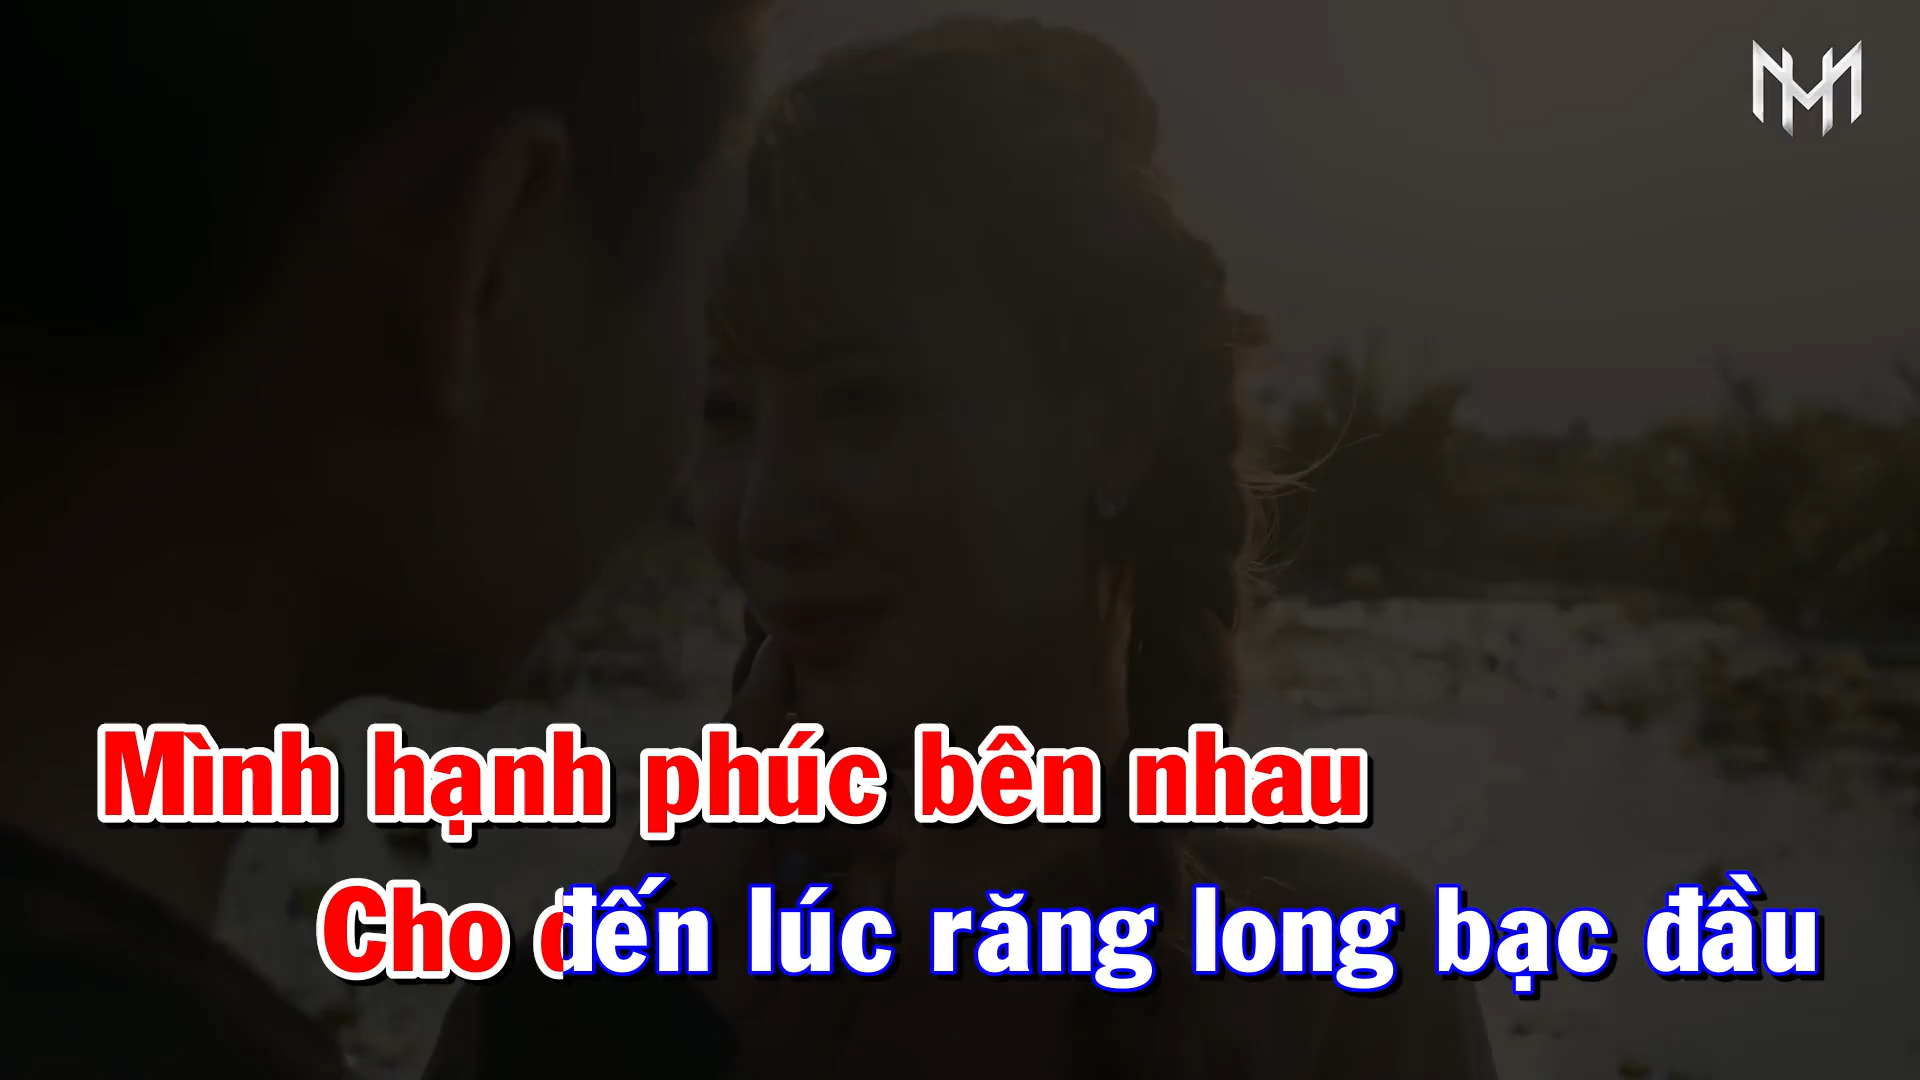 Mình hạnh phúc bên nhau
Cho đến lúc răng long bạc đầu